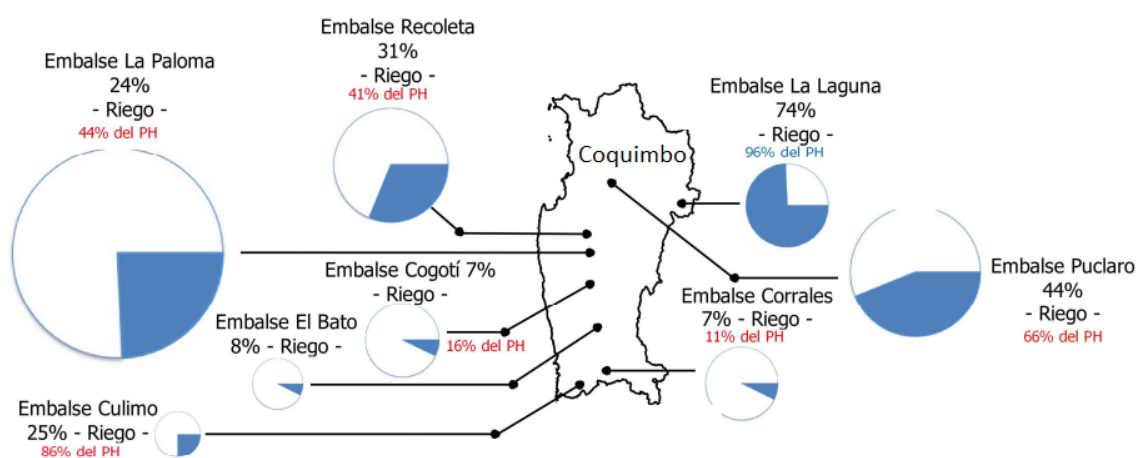 Embalse La Paloma
24%
- Riego -
44% del PH
Embalse Recoleta
31%
- Riego -
41% del PH
Coquimbo
Embalse La Laguna
74%
- Riego -
96% del PH
Embalse Puclaro
44%
- Riego -
66% del PH
Embalse Cogotí 7%
- Riego -
16% del PH
Embalse Corrales
7% - Riego -
11% del PH
Embalse El Bato
8% - Riego -
Embalse Culimo
25% - Riego -
86% del PH